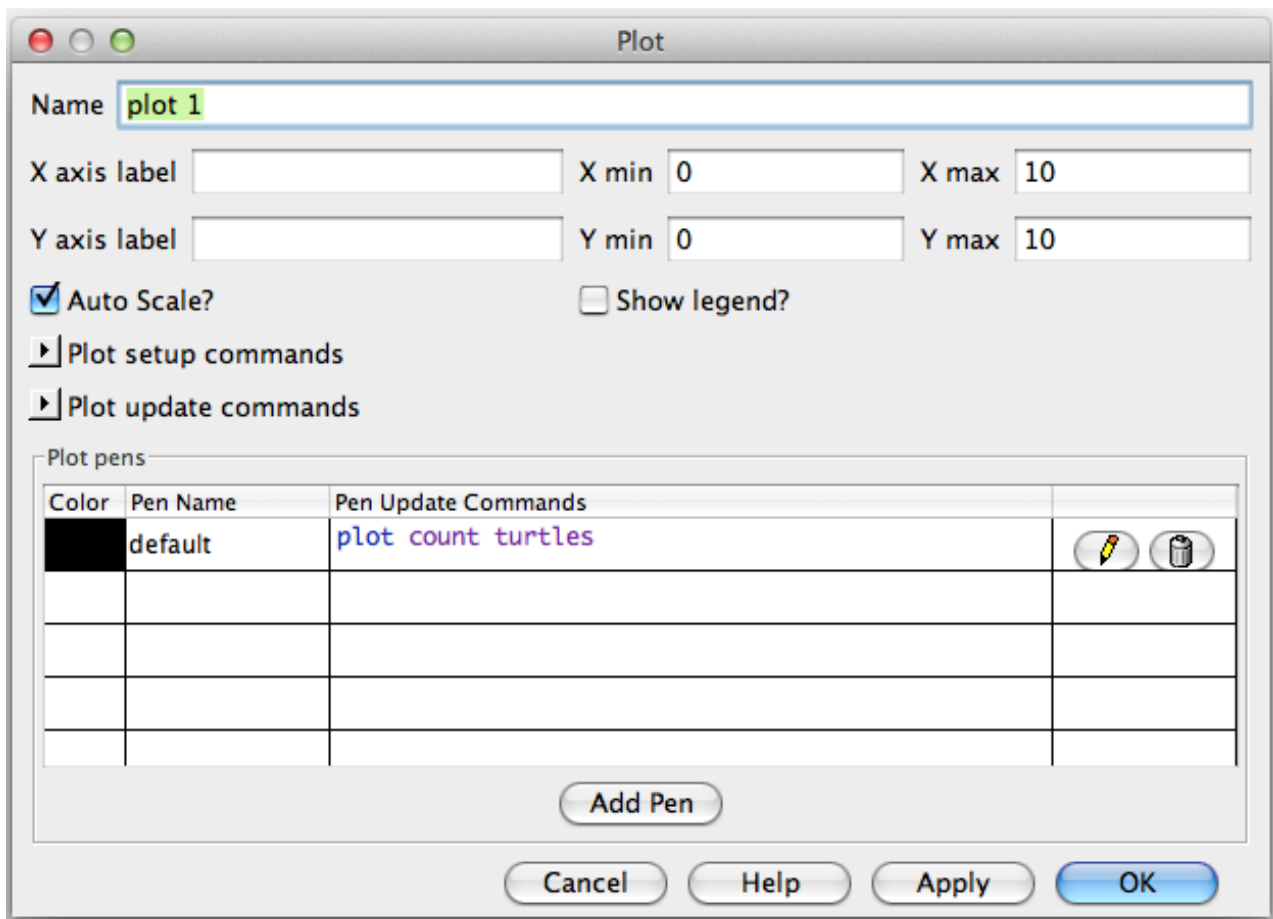 Plot
Name plot 1
X axis label X min 0 X max 10
Y axis label Y min 0 Y max 10
Auto Scale? Show legend?
Plot setup commands
Plot update commands
Plot pens
Color Pen Name Pen Update Commands
default plot count turtles
Add Pen
Cancel Help Apply OK